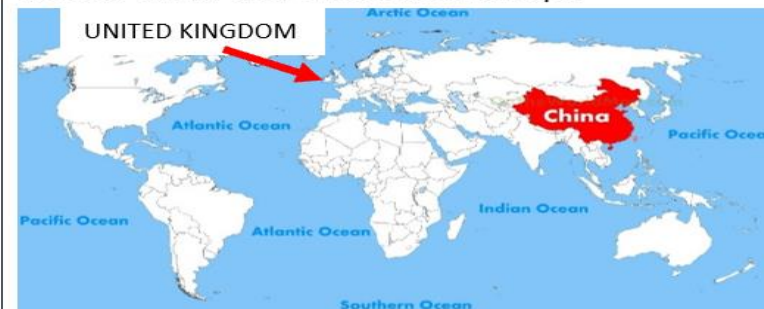 Arctic Ocean
UNITED KINGDOM
Atlantic Ocean
China
Pacific Ocea
Indian Ocean
Pacific Ocean
Atlantic Ocean
Southern Ocean